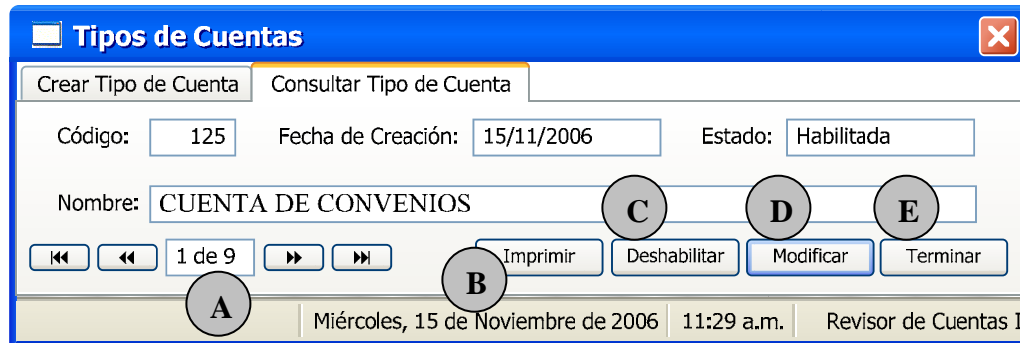 Tipos de Cuentas
Crear Tipo de Cuenta Consultar Tipo de Cuenta
Código: 125 Fecha de Creación: 15/11/2006 Estado: Habilitada
Nombre: CUENTA DE CONVENIOS
C D E
1 de 9 Imprimir Deshabilitar Modificar Terminar
A B
Miércoles, 15 de Noviembre de 2006 11:29 a.m. Revisor de Cuentas